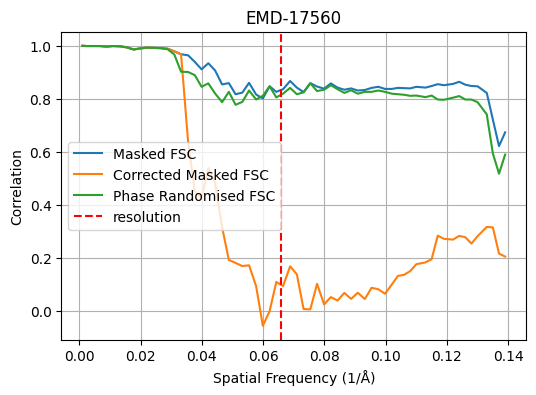 EMD-17560
Correlation
1.0
0.8
0.6
0.4
0.2
0.0
Masked FSC
Corrected Masked FSC
Phase Randomised FSC
resolution
0.00
0.02
0.04
0.06
0.08
0.10
0.12
0.14
Spatial Frequency (1/Å)